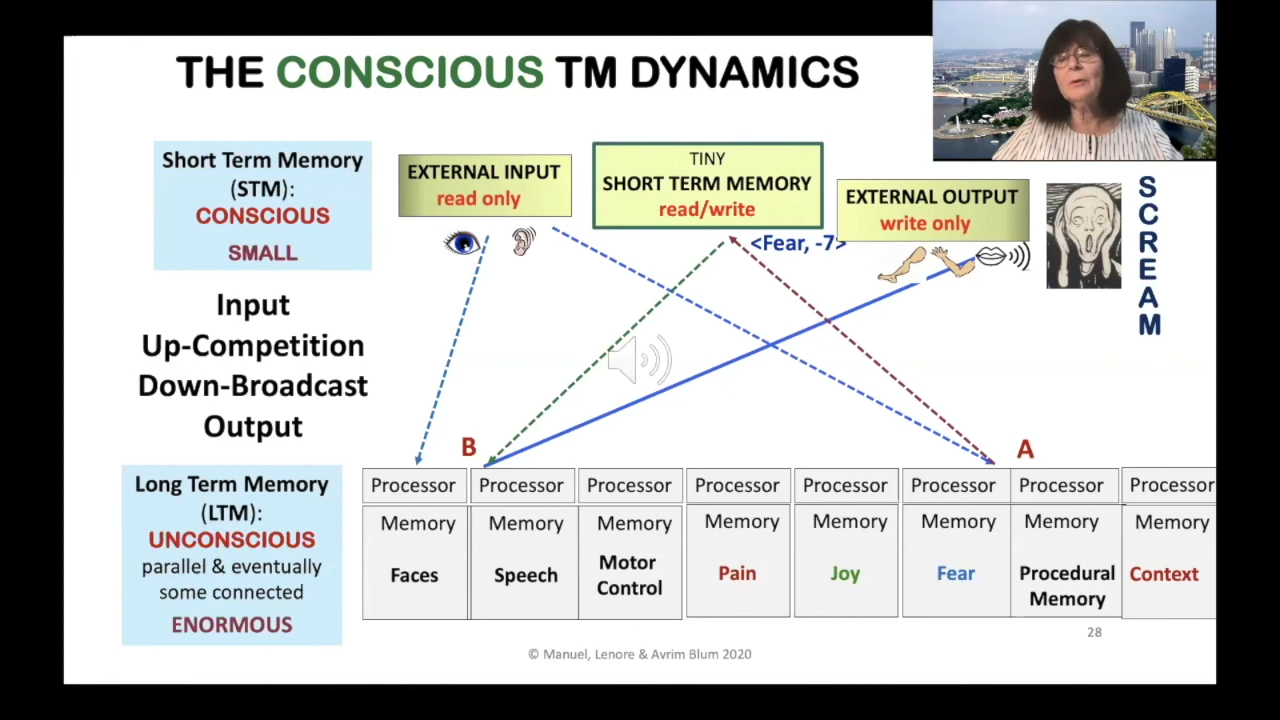 THE CONSCIOUS TM DYNAMICS
Short Term Memory
(STM):
CONSCIOUS
SMALL
EXTERNAL INPUT
read only
TINY
SHORT TERM MEMORY
read/write
EXTERNAL OUTPUT
write only
<Fear, -7>
SCREAM
Input
Up-Competition
Down-Broadcast
Output
B
A
Long Term Memory
(LTM):
UNCONSCIOUS
parallel & eventually
some connected
ENORMOUS
Processor Processor Processor Processor Processor Processor Processor Processor
Memory Memory Memory Memory Memory Memory Memory Memory
Faces Speech Motor Control Pain Joy Fear Procedural Memory Context
28
© Manuel, Lenore & Avrim Blum 2020